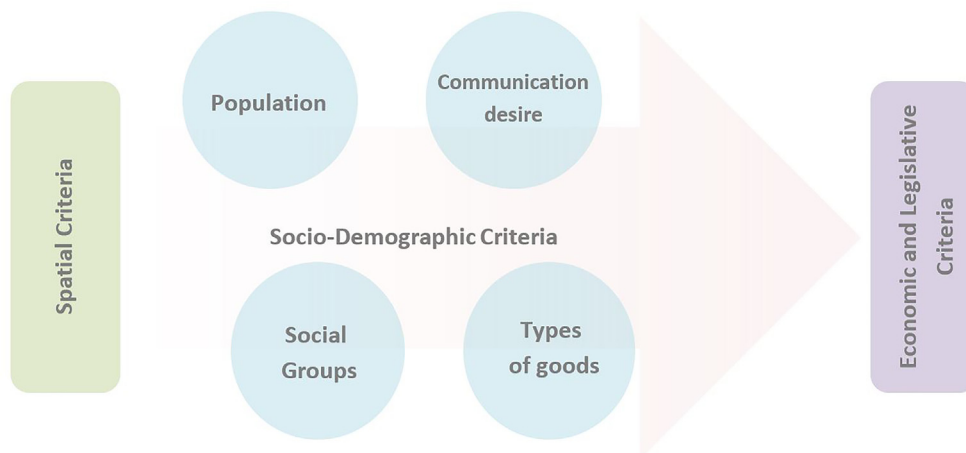 Spatial Criteria
Population
Communication
desire
Socio-Demographic Criteria
Social
Groups
Types
of goods
Economic and Legislative
Criteria